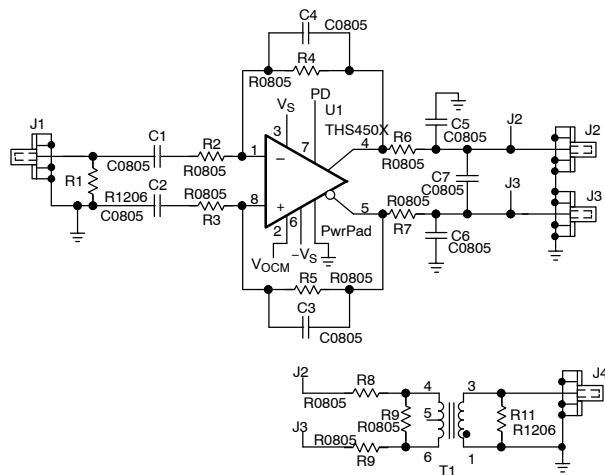 C4
C0805
R0805
R4
VS
PD
U1
THS450X
3
7
4
J1
C1
R2
1
−
C0805
R0805
R1
R1206
C2
C0805
R0805
R3
8
+
2
6
5
PwrPad
VOCM
−VS
R6
R0805
C5
C0805
J2
J2
C7
C0805
J3
J3
R0805
R7
C6
C0805
R5
R0805
C3
C0805
J2
R8
R0805
4
3
J4
R9
R0805
5
R11
R1206
J3
R0805
R9
6
1
T1